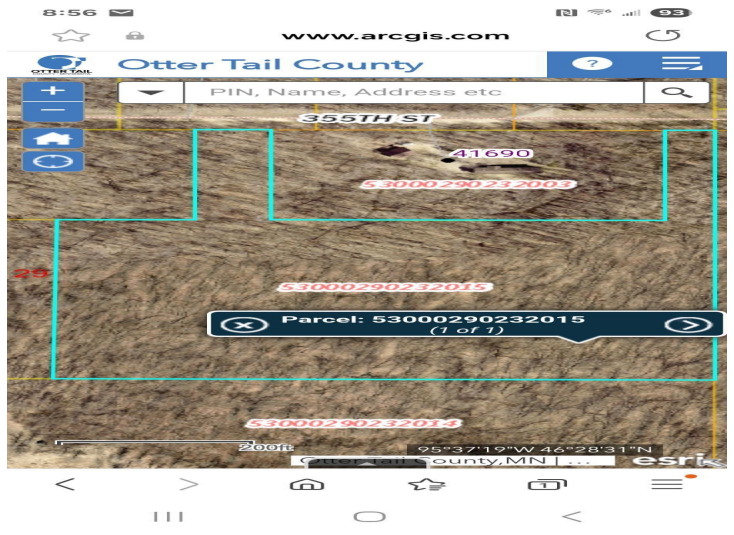 8:56 93
www.arcgis.com
OTTER TAIL
Otter Tail County ?
PIN, Name, Address etc
355TH ST
41690
53000290232003
29
53000290232015
Parcel: 53000290232015
(1 of 1)
53000290232014
200ft
95°37'19"W 46°28'31"N
Otter Tail County, MN | ...
esri
1